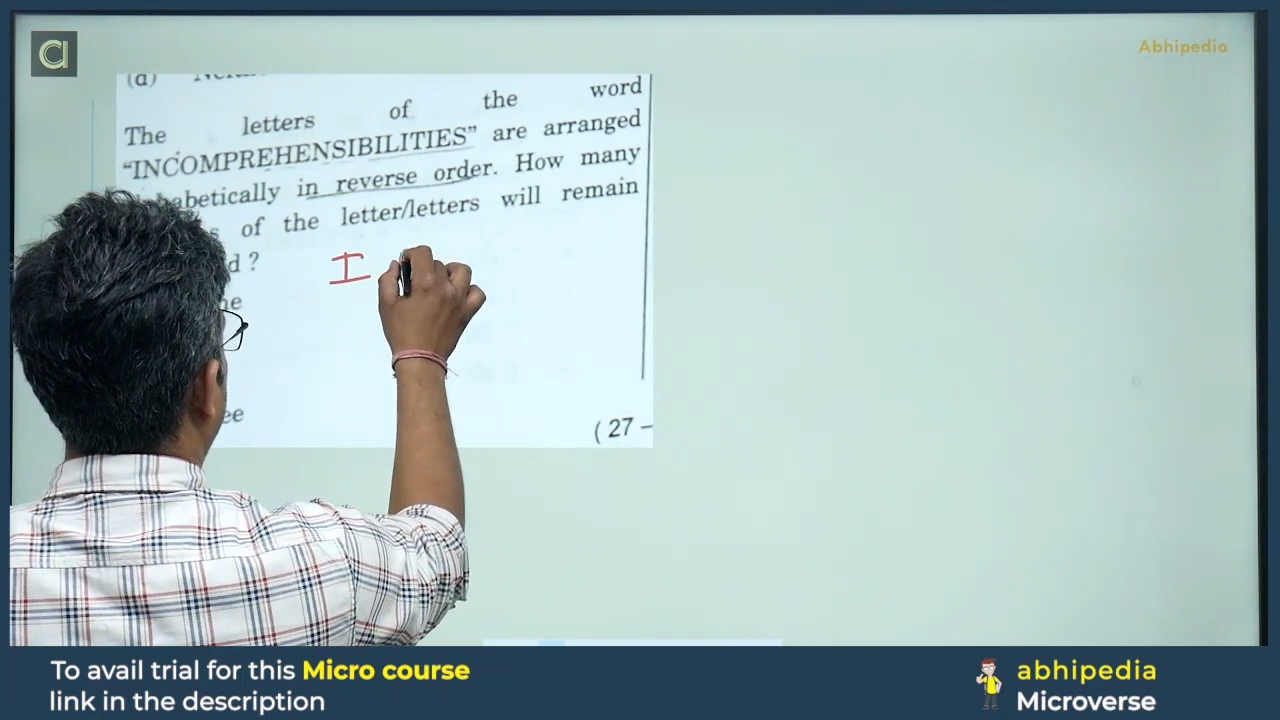 a
Abhipedia
(d)
The letters of the word
“INCOMPREHENSIBILITIES” are arranged
in reverse order. How many
of the letter/letters will remain
?
I
( 27 –
To avail trial for this Micro course
link in the description
abhipedia
Microverse